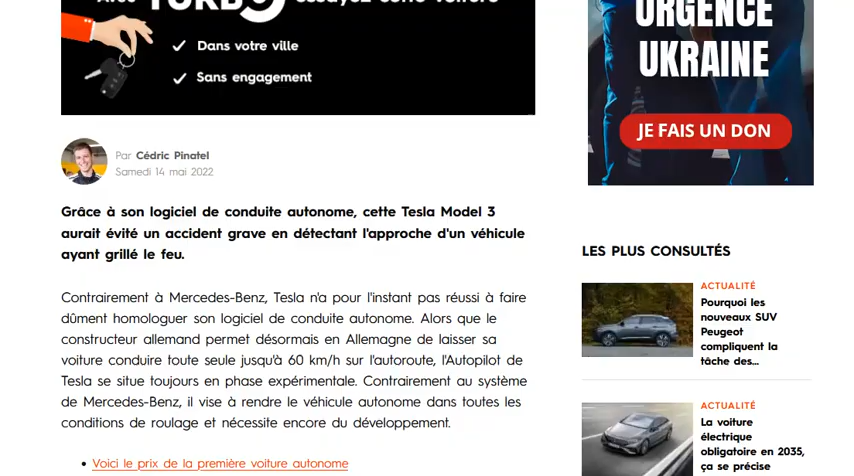 TURBO essayez cette voiture
Dans votre ville
Sans engagement
URGENCE
UKRAINE
JE FAIS UN DON
Par Cédric Pinatel
Samedi 14 mai 2022
Grâce à son logiciel de conduite autonome, cette Tesla Model 3
aurait évité un accident grave en détectant l'approche d'un véhicule
ayant grillé le feu.
Contrairement à Mercedes-Benz, Tesla n'a pour l'instant pas réussi à faire
dûment homologuer son logiciel de conduite autonome. Alors que le
constructeur allemand permet désormais en Allemagne de laisser sa
voiture conduire toute seule jusqu'à 60 km/h sur l'autoroute, l'Autopilot de
Tesla se situe toujours en phase expérimentale. Contrairement au système
de Mercedes-Benz, il vise à rendre le véhicule autonome dans toutes les
conditions de roulage et nécessite encore du développement.
• Voici le prix de la première voiture autonome
LES PLUS CONSULTÉS
ACTUALITÉ
Pourquoi les
nouveaux SUV
Peugeot
compliquent la
tâche des...
ACTUALITÉ
La voiture
électrique
obligatoire en 2035,
ça se précise